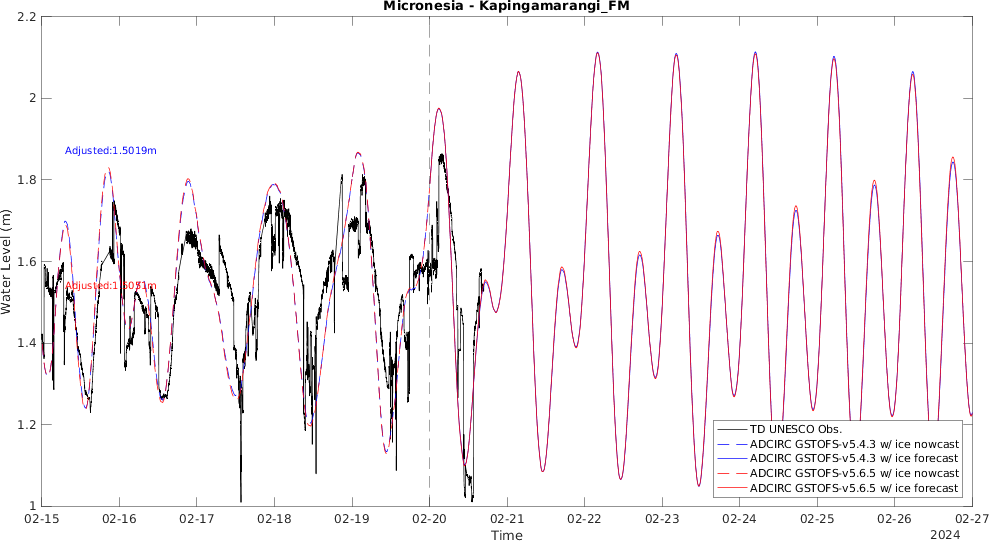 Micronesia - Kapingamarangi_FM
2.2
2
1.8
1.6
1.4
1.2
1
Water Level (m)
Adjusted:1.5019m
Adjusted:1.5051m
TD UNESCO Obs.
ADCIRC GSTOFS-v5.4.3 w/ ice nowcast
ADCIRC GSTOFS-v5.4.3 w/ ice forecast
ADCIRC GSTOFS-v5.6.5 w/ ice nowcast
ADCIRC GSTOFS-v5.6.5 w/ ice forecast
02-15 02-16 02-17 02-18 02-19 02-20 02-21 02-22 02-23 02-24 02-25 02-26 02-27
Time
2024